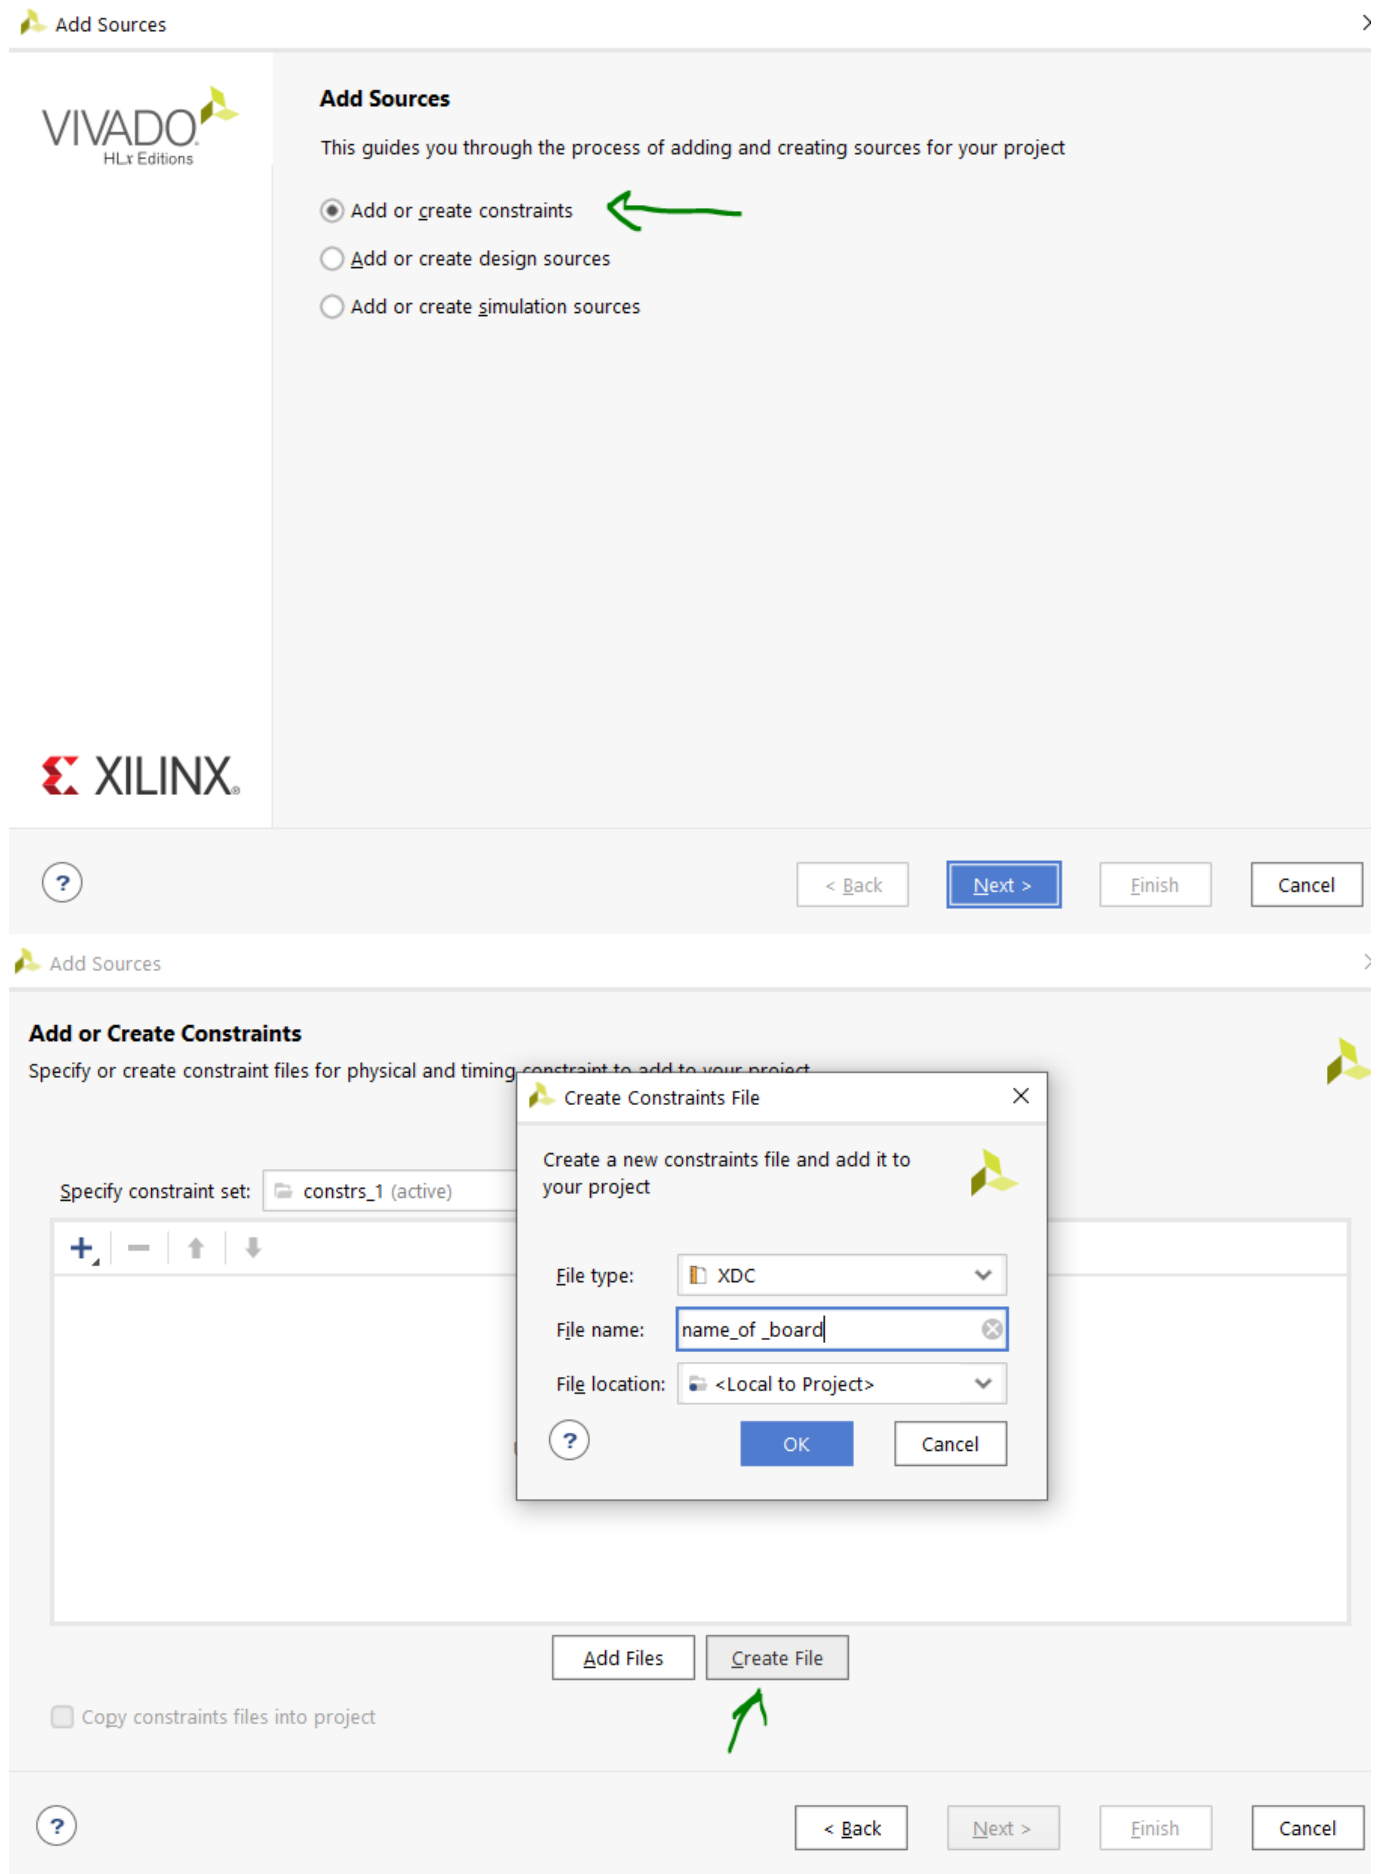 Add Sources
VIVADO.
HLx Editions
Add Sources
This guides you through the process of adding and creating sources for your project
Add or create constraints
Add or create design sources
Add or create simulation sources
XILINX
?
< Back
Next >
Finish
Cancel
Add Sources
Add or Create Constraints
Specify or create constraint files for physical and timing constraint to add to your project
Create Constraints File
Create a new constraints file and add it to
your project
Specify constraint set:
constrs_1 (active)
File type:
XDC
File name:
name_of _board
File location:
<Local to Project>
?
OK
Cancel
Add Files
Create File
Copy constraints files into project
?
< Back
Next >
Finish
Cancel